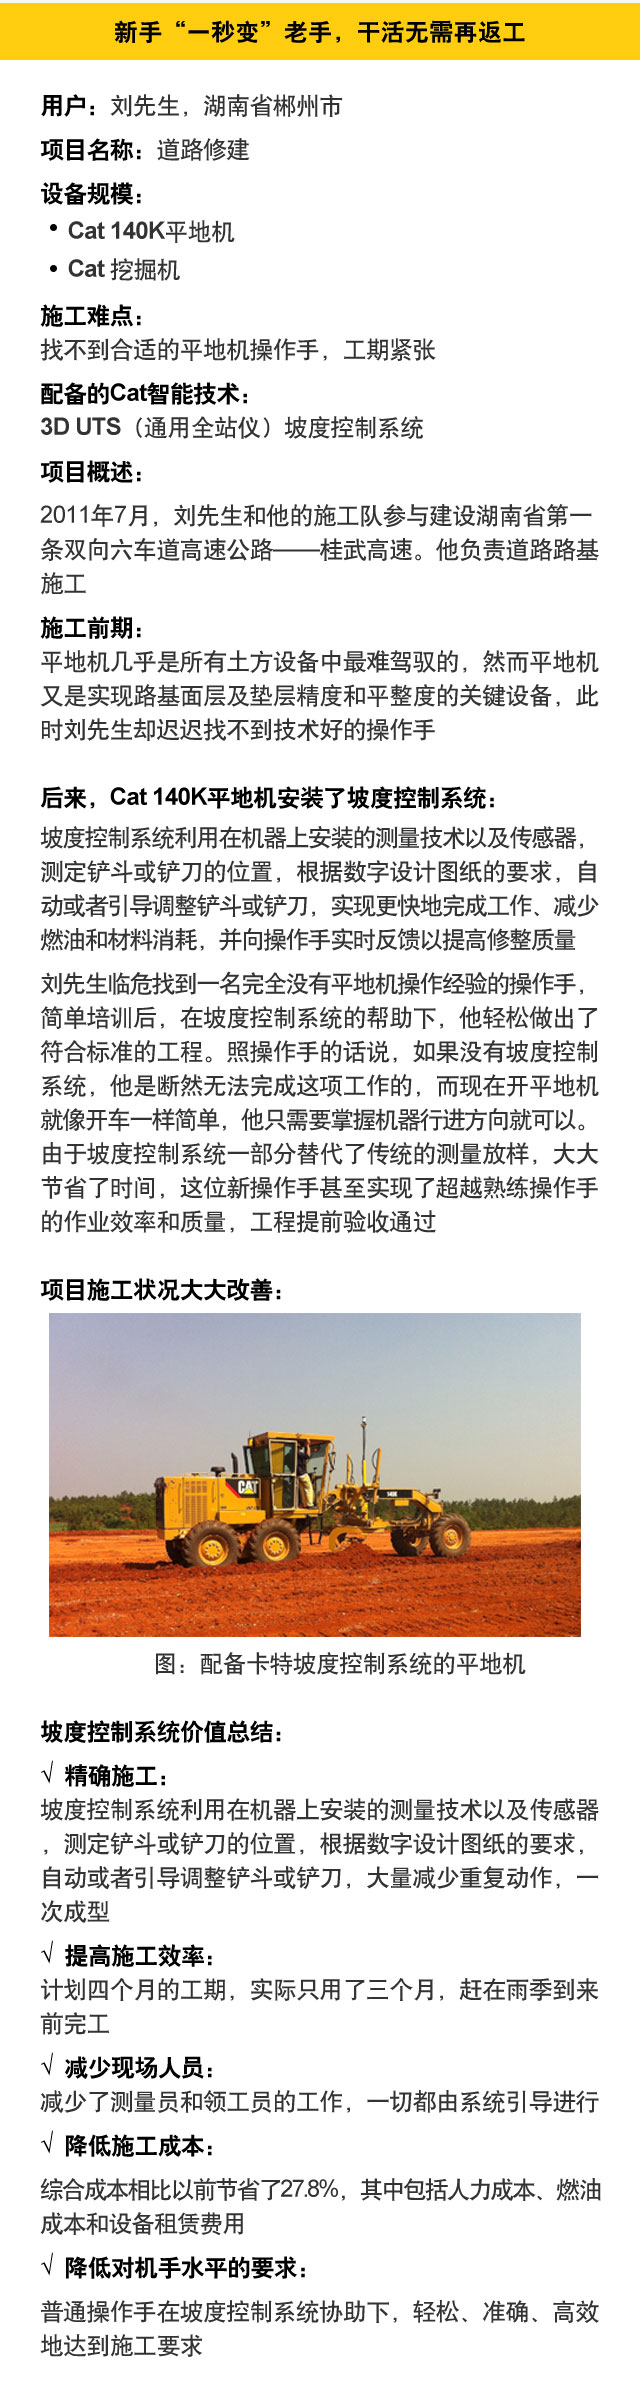 新手“一秒变”老手，干活无需再返工
用户：刘先生，湖南省郴州市
项目名称：道路修建
设备规模：
• Cat 140K平地机
• Cat 挖掘机
施工难点：
找不到合适的平地机操作手，工期紧张
配备的Cat智能技术：
3D UTS（通用全站仪）坡度控制系统
项目概述：
2011年7月，刘先生和他的施工队参与建设湖南省第一
条双向六车道高速公路——桂武高速。他负责道路路基
施工
施工前期：
平地机几乎是所有土方设备中最难驾驭的，然而平地机
又是实现路基面层及垫层精度和平整度的关键设备，此
时刘先生却迟迟找不到技术好的操作手
后来，Cat 140K平地机安装了坡度控制系统：
坡度控制系统利用在机器上安装的测量技术以及传感器，
测定铲斗或铲刀的位置，根据数字设计图纸的要求，自
动或者引导调整铲斗或铲刀，实现更快地完成工作、减少
燃油和材料消耗，并向操作手实时反馈以提高修整质量
刘先生临危找到一名完全没有平地机操作经验的操作手，
简单培训后，在坡度控制系统的帮助下，他轻松做出了
符合标准的工程。照操作手的话说，如果没有坡度控制
系统，他是断然无法完成这项工作的，而现在开平地机
就像开车一样简单，他只需要掌握机器行进方向就可以。
由于坡度控制系统一部分替代了传统的测量放样，大大
节省了时间，这位新操作手甚至实现了超越熟练操作手
的作业效率和质量，工程提前验收通过
项目施工状况大大改善：
CAT
140K
图：配备卡特坡度控制系统的平地机
坡度控制系统价值总结：
√ 精确施工：
坡度控制系统利用在机器上安装的测量技术以及传感器
，测定铲斗或铲刀的位置，根据数字设计图纸的要求，
自动或者引导调整铲斗或铲刀，大量减少重复动作，一
次成型
√ 提高施工效率：
计划四个月的工期，实际只用了三个月，赶在雨季到来
前完工
√ 减少现场人员：
减少了测量员和领工员的工作，一切都由系统引导进行
√ 降低施工成本：
综合成本相比以前节省了27.8%，其中包括人力成本、燃油
成本和设备租赁费用
√ 降低对机手水平的要求：
普通操作手在坡度控制系统协助下，轻松、准确、高效
地达到施工要求